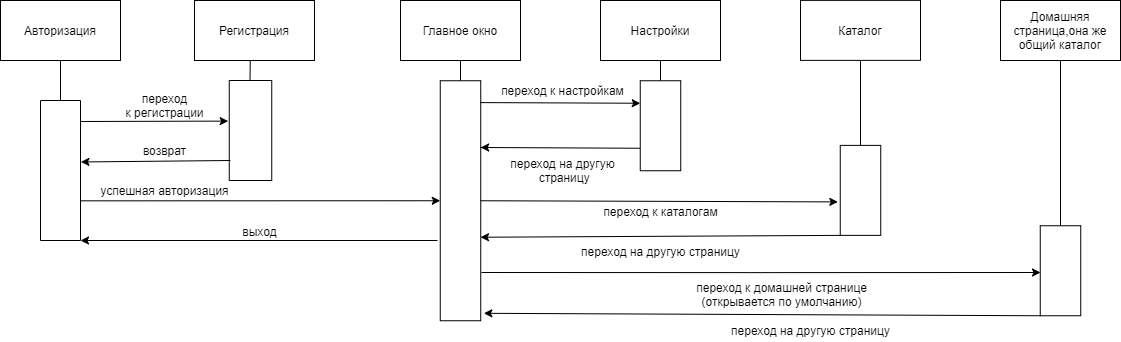 Авторизация
Регистрация
Главное окно
Настройки
Каталог
Домашняя
страница,она же
общий каталог
переход
к регистрации
переход к настройкам
возврат
переход на другую
страницу
успешная авторизация
переход к каталогам
выход
переход на другую страницу
переход к домашней странице
(открывается по умолчанию)
переход на другую страницу